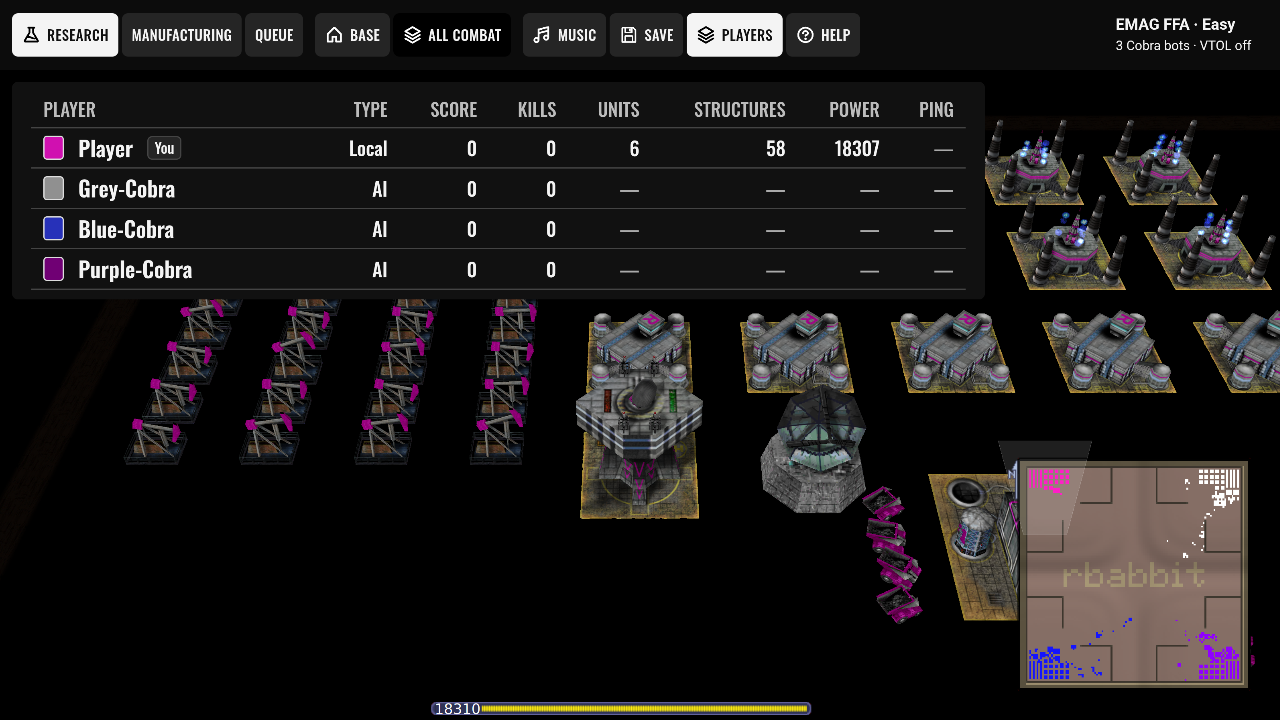 RESEARCH MANUFACTURING QUEUE BASE ALL COMBAT MUSIC SAVE PLAYERS HELP
EMAG FFA · Easy
3 Cobra bots · VTOL off
PLAYER TYPE SCORE KILLS UNITS STRUCTURES POWER PING
Player You Local 0 0 6 58 18307 —
Grey-Cobra AI 0 0 — — — —
Blue-Cobra AI 0 0 — — — —
Purple-Cobra AI 0 0 — — — —
N
rbabbit
18310